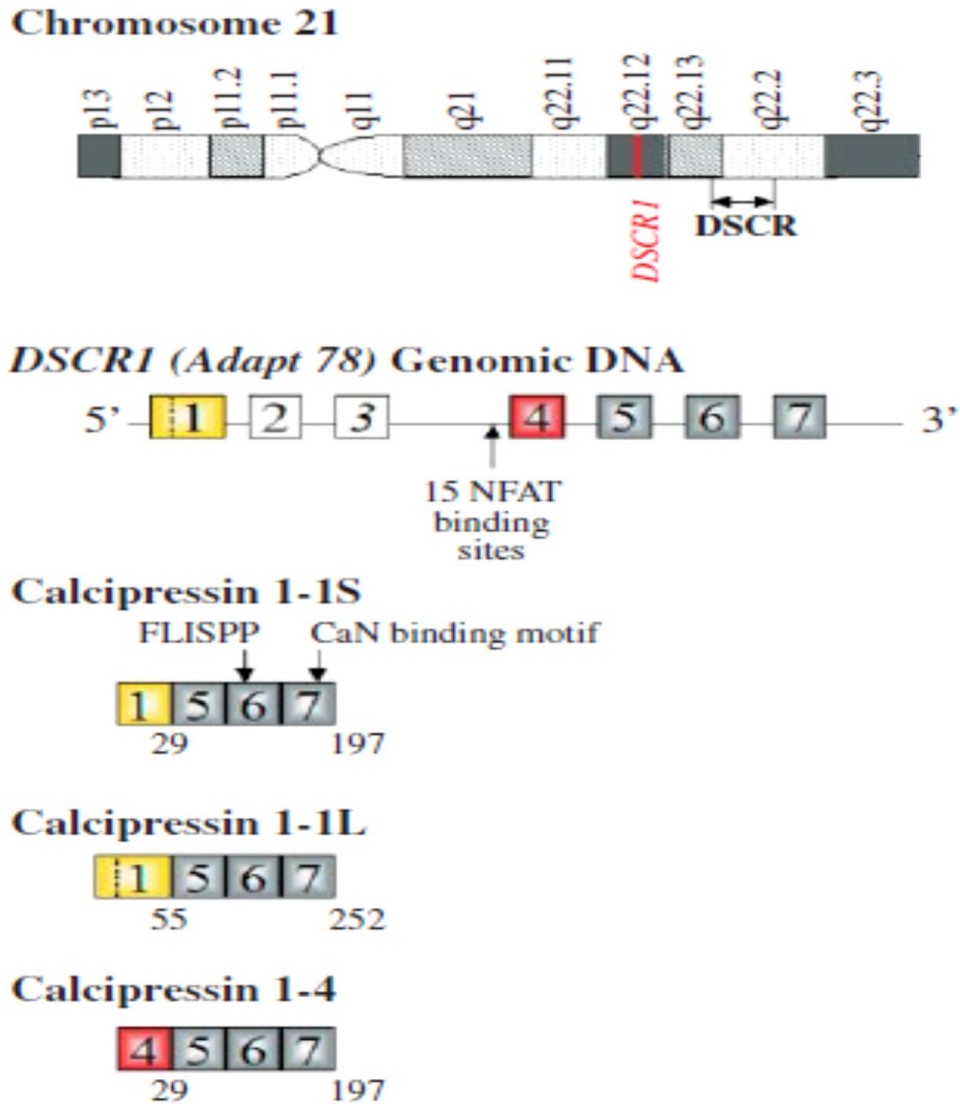 Chromosome 21
p13 p12 p11.2 p11.1 q11 q21 q22.11 q22.12 q22.13 q22.2 q22.3
DSCR1
DSCR
DSCR1 (Adapt 78) Genomic DNA
5’ 1 2 3 4 5 6 7 3’
15 NFAT
binding
sites
Calcipressin 1-1S
FLISPP CaN binding motif
1 5 6 7
29 197
Calcipressin 1-1L
1 5 6 7
55 252
Calcipressin 1-4
4 5 6 7
29 197